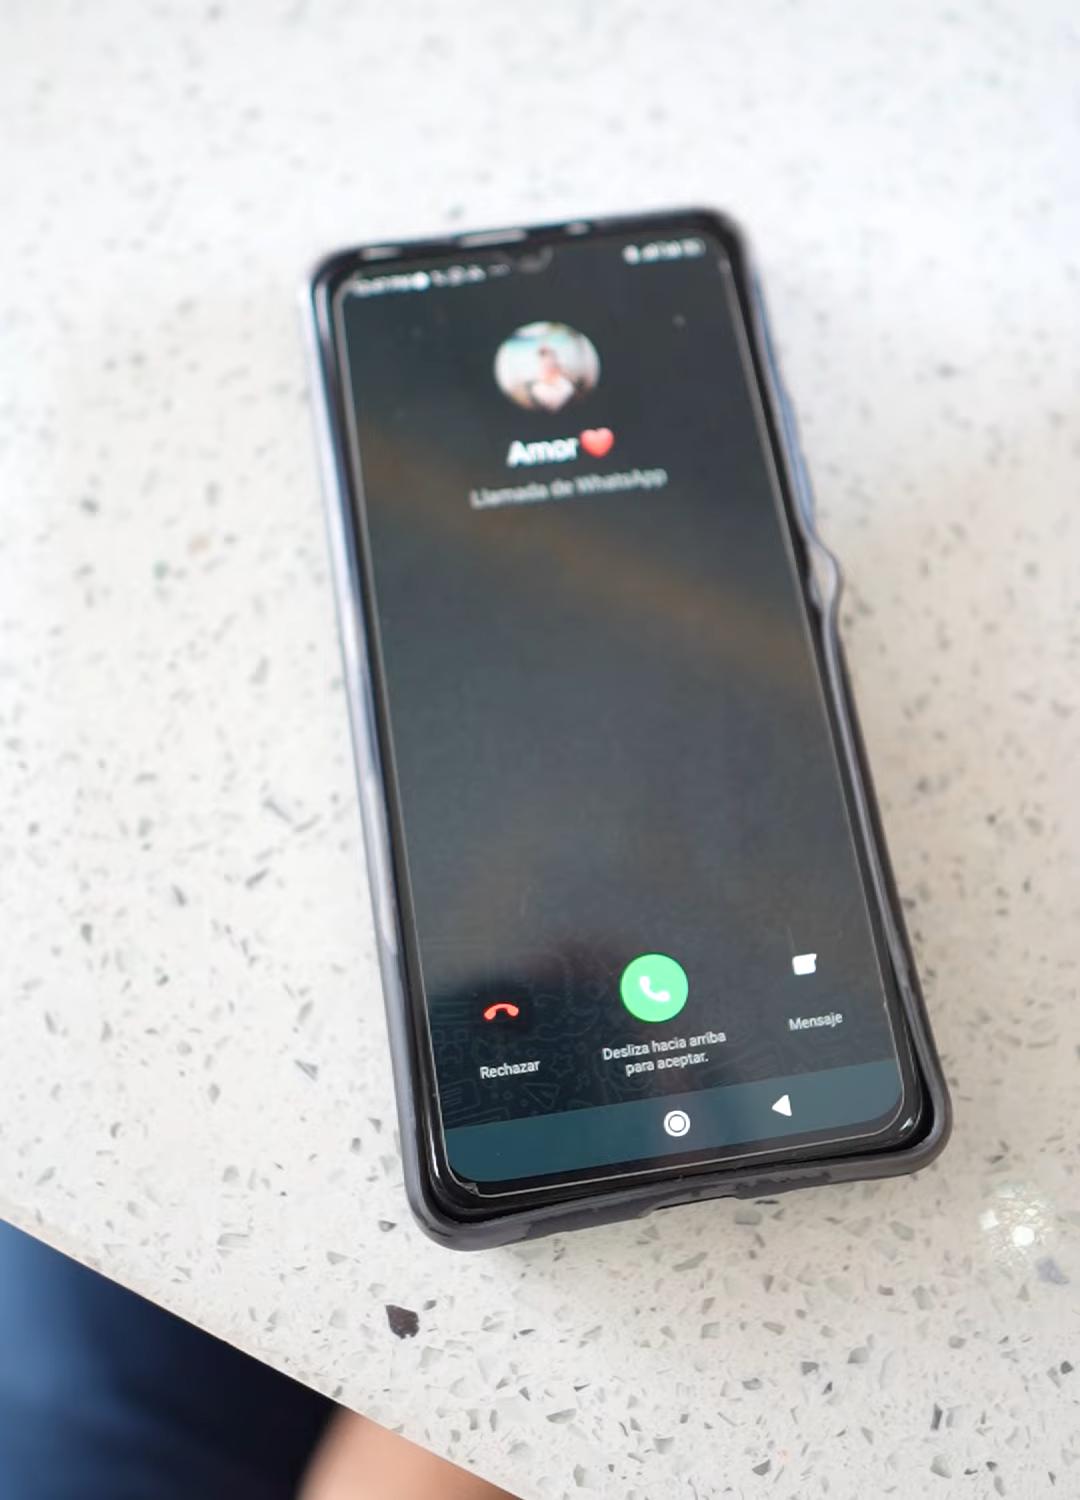 Amor❤️
Llamada de WhatsApp
Rechazar
Desliza hacia arriba
para aceptar.
Mensaje